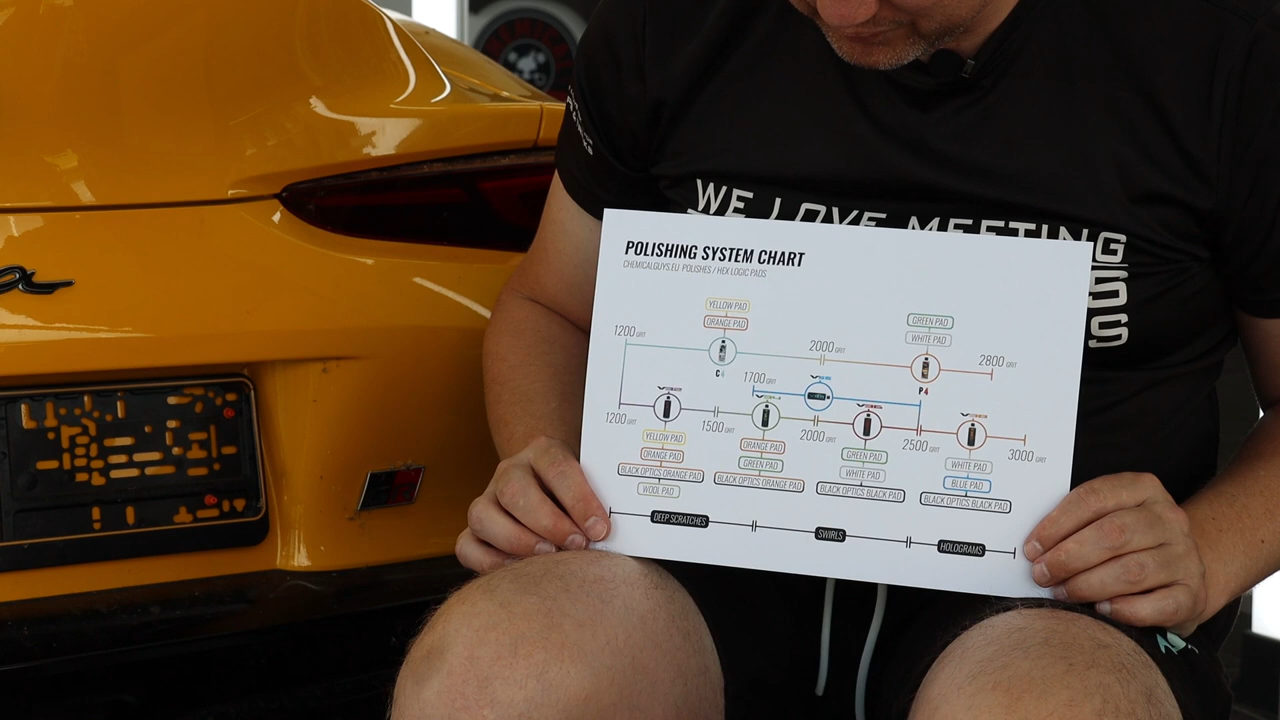 WE LOVE MEETING
POLISHING SYSTEM CHART
CHEMICALGUYS.EU POLISHES / HEX LOGIC PADS
YELLOW PAD
ORANGE PAD
GREEN PAD
WHITE PAD
1200 GRIT
2000 GRIT
2800 GRIT
C4
P4
1700 GRIT
1200 GRIT
1500 GRIT
2000 GRIT
2500 GRIT
3000 GRIT
YELLOW PAD
ORANGE PAD
BLACK OPTICS ORANGE PAD
WOOL PAD
ORANGE PAD
GREEN PAD
BLACK OPTICS ORANGE PAD
GREEN PAD
WHITE PAD
BLACK OPTICS BLACK PAD
WHITE PAD
BLUE PAD
BLACK OPTICS BLACK PAD
DEEP SCRATCHES
SWIRLS
HOLOGRAMS